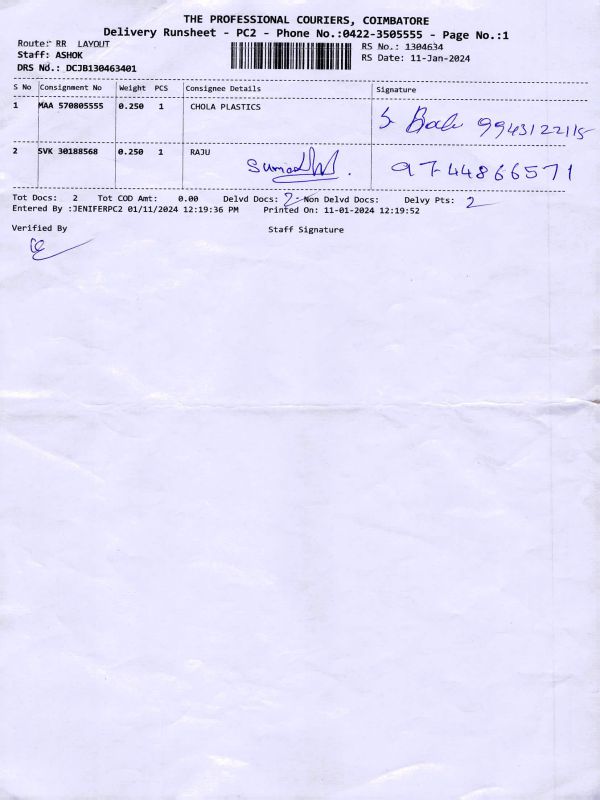 THE PROFESSIONAL COURIERS, COIMBATORE
Delivery Runsheet - PC2 - Phone No.:0422-3505555 - Page No.:1
Route: RR LAYOUT
RS No.: 1304634
Staff: ASHOK
RS Date: 11-Jan-2024
DRS No.: DCJB130463401
S No Consignment No Weight PCS Consignee Details Signature
1 MAA 570805555 0.250 1 CHOLA PLASTICS
9943122115
2 SVK 30188568 0.250 1 RAJU
9744866571
Tot Docs: 2 Tot COD Amt: 0.00 Delvd Docs: 2 Non Delvd Docs: Delvy Pts: 2
Entered By :JENIFERPC2 01/11/2024 12:19:36 PM Printed On: 11-01-2024 12:19:52
Verified By Staff Signature